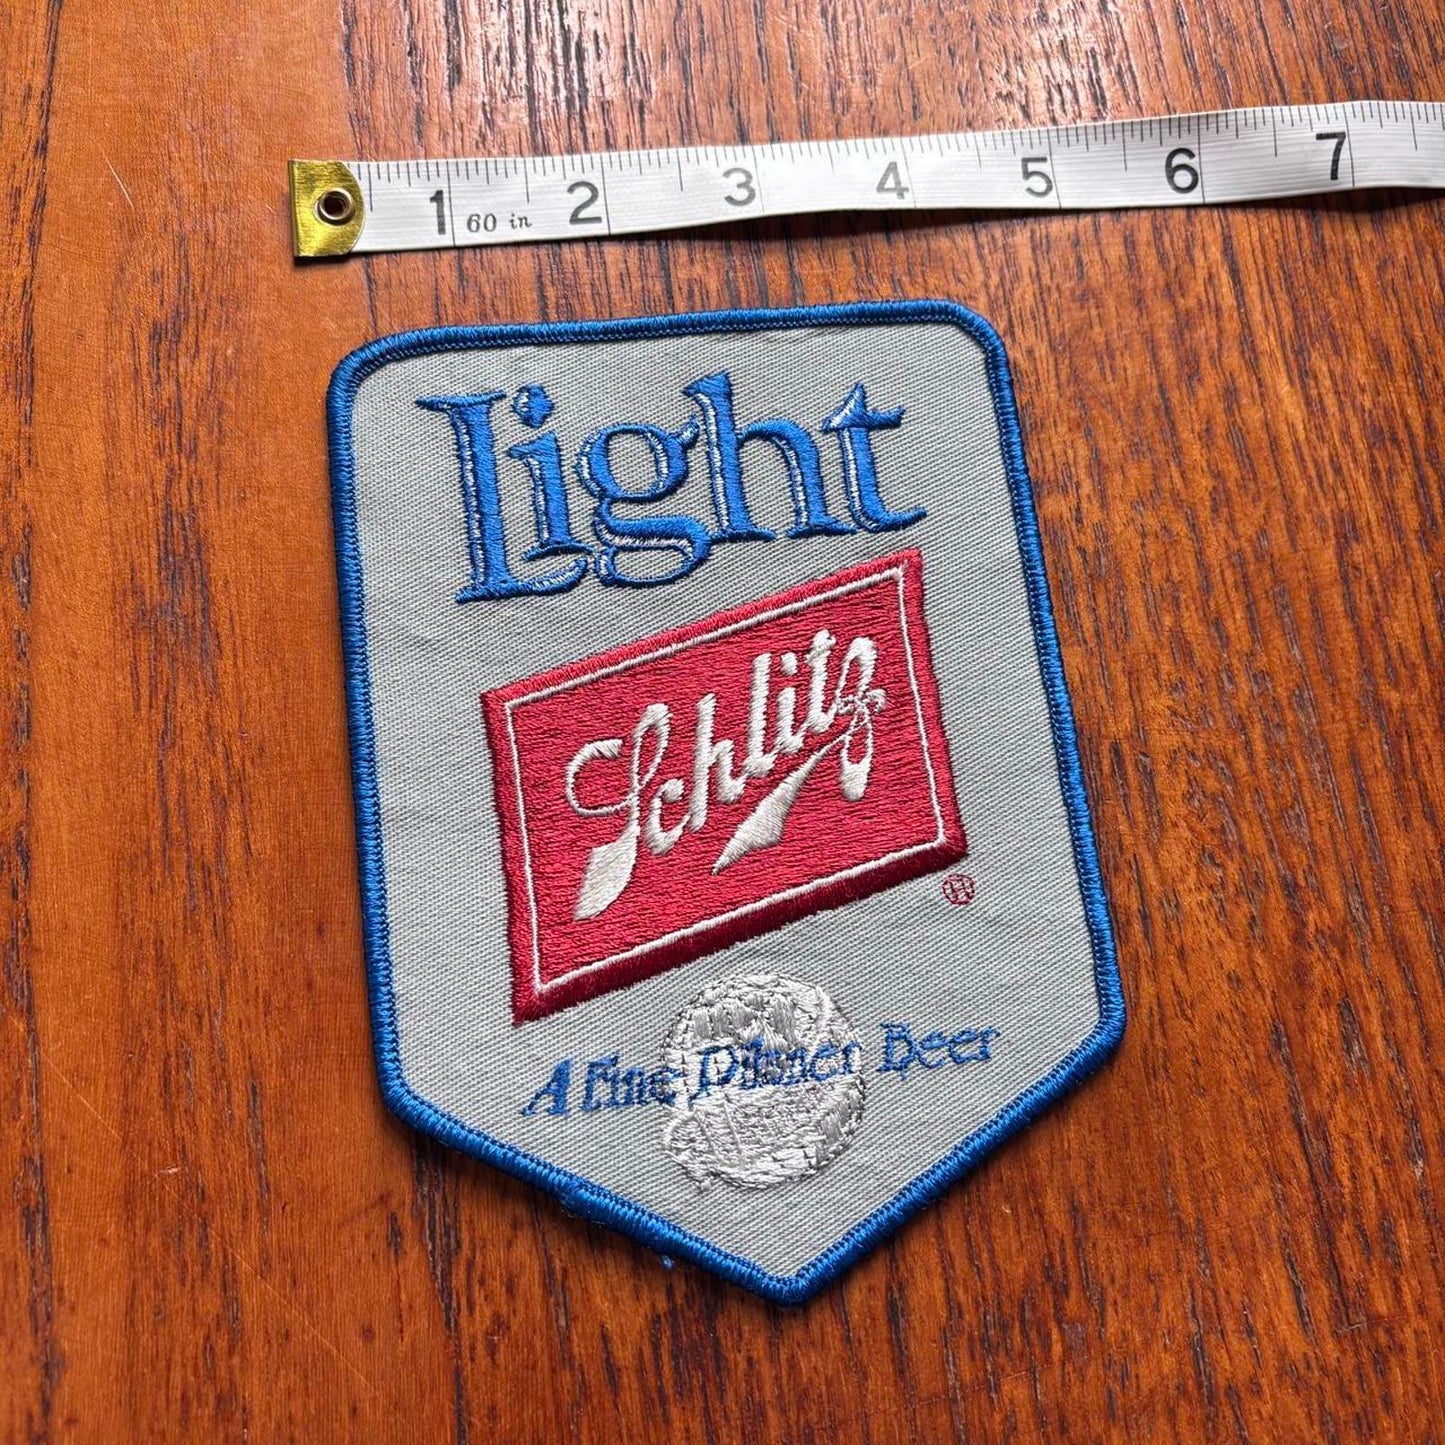 1 60 in 2 3 4 5 6 7
Light
Schlitz
®
A Fine Pilsner Beer